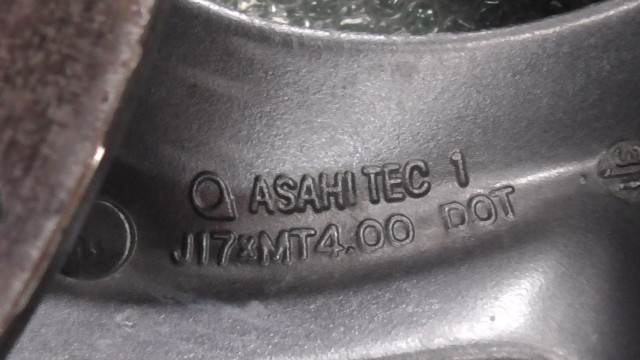 ASAHI TEC 1
J17xMT4.00 DOT